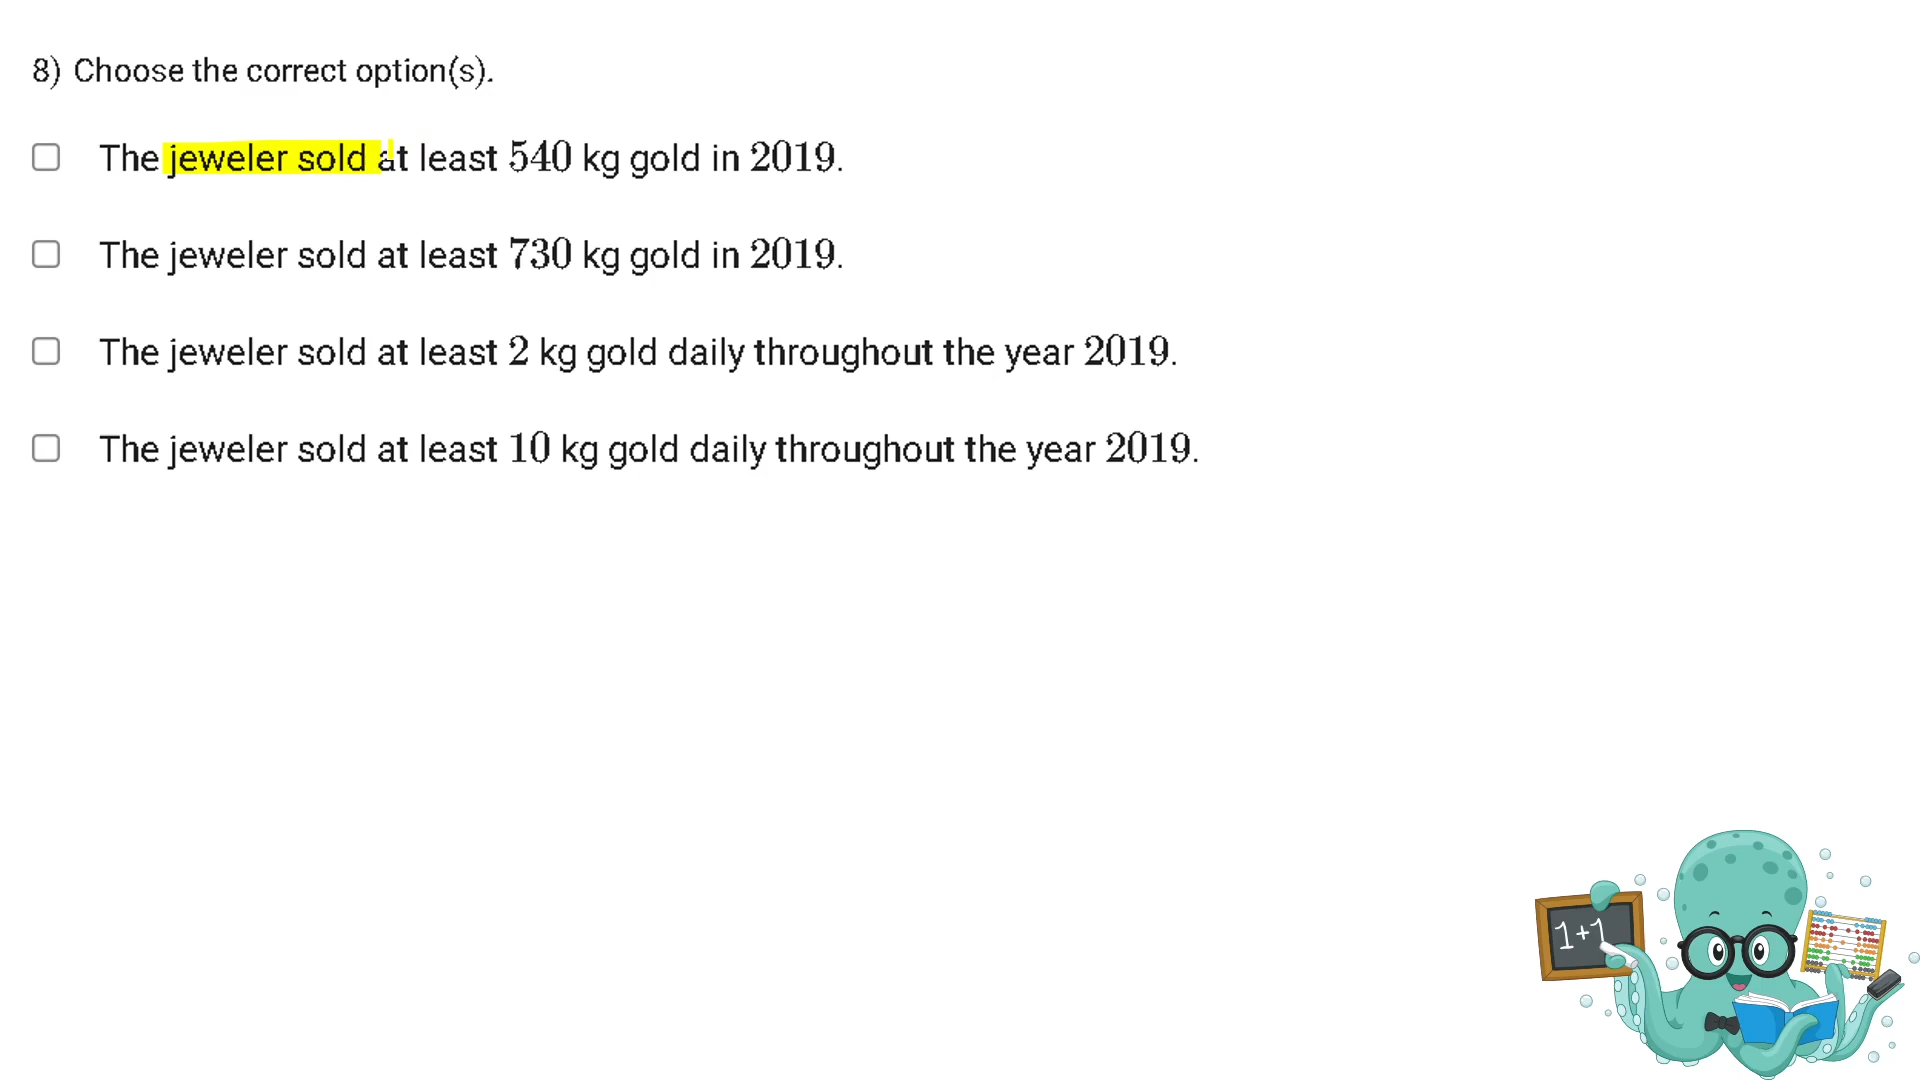 8) Choose the correct option(s).
The jeweler sold at least 540 kg gold in 2019.
The jeweler sold at least 730 kg gold in 2019.
The jeweler sold at least 2 kg gold daily throughout the year 2019.
The jeweler sold at least 10 kg gold daily throughout the year 2019.
1+1